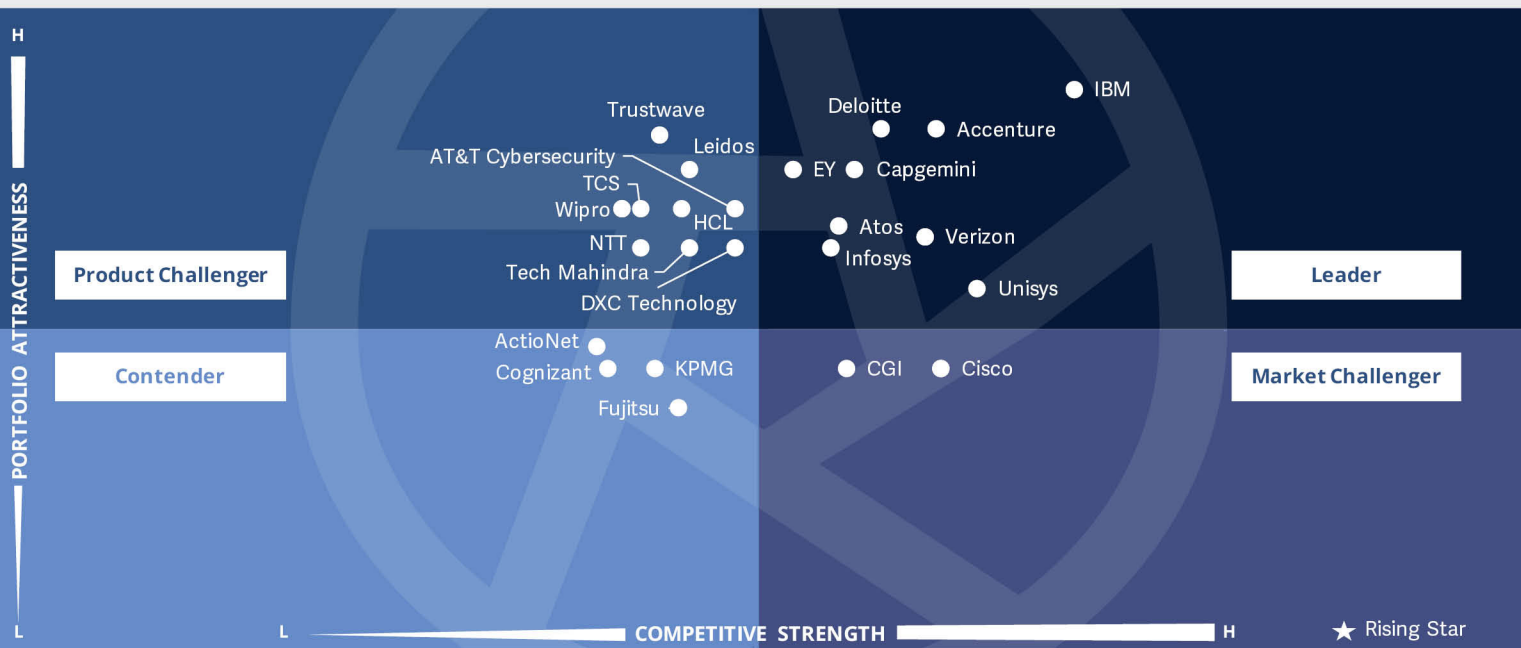 H
IBM
Deloitte
Trustwave
Accenture
Leidos
AT&T Cybersecurity
EY
Capgemini
TCS
Wipro
HCL
Atos
Verizon
NTT
Infosys
Tech Mahindra
Product Challenger
Leader
Unisys
DXC Technology
PORTFOLIO ATTRACTIVENESS
ActioNet
Contender
Cognizant
KPMG
CGI
Cisco
Market Challenger
Fujitsu
L
L
COMPETITIVE STRENGTH
H
Rising Star